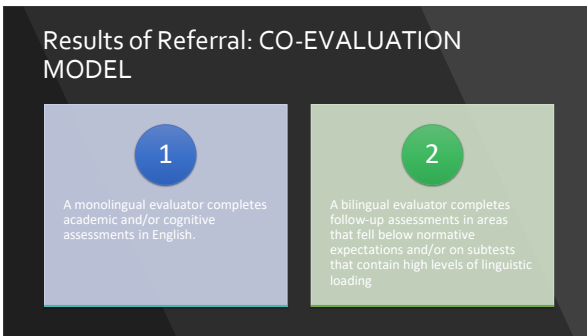 Results of Referral: CO-EVALUATION
MODEL
1
A monolingual evaluator completes
academic and/or cognitive
assessments in English.
2
A bilingual evaluator completes
follow-up assessments in areas
that fell below normative
expectations and/or on subtests
that contain high levels of linguistic
loading